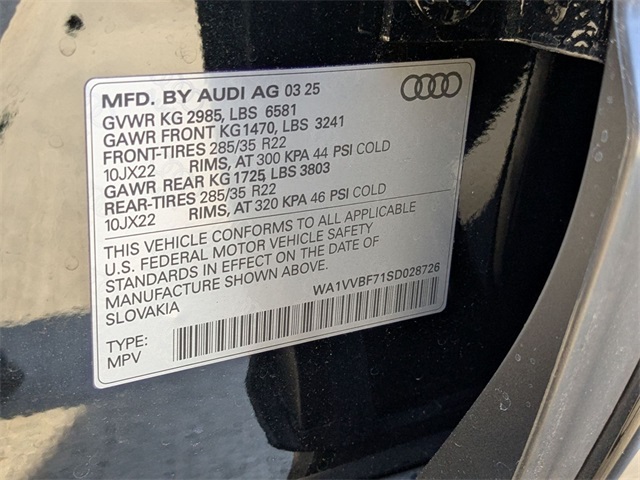 MFD. BY AUDI AG 03 25
GVWR KG 2985, LBS 6581
GAWR FRONT KG1470, LBS 3241
FRONT-TIRES 285/35 R22
10JX22 RIMS, AT 300 KPA 44 PSI COLD
GAWR REAR KG 1725 LBS 3803
REAR-TIRES 285/35 R22
10JX22 RIMS, AT 320 KPA 46 PSI COLD
THIS VEHICLE CONFORMS TO ALL APPLICABLE
U.S. FEDERAL MOTOR VEHICLE SAFETY
STANDARDS IN EFFECT ON THE DATE OF
MANUFACTURE SHOWN ABOVE.
SLOVAKIA
WA1VVBF71SD028726
TYPE:
MPV